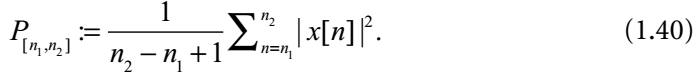 P_{[n_1,n_2]} := \frac{1}{n_2 - n_1 + 1} \sum_{n=n_1}^{n_2} |x[n]|^2. (1.40)